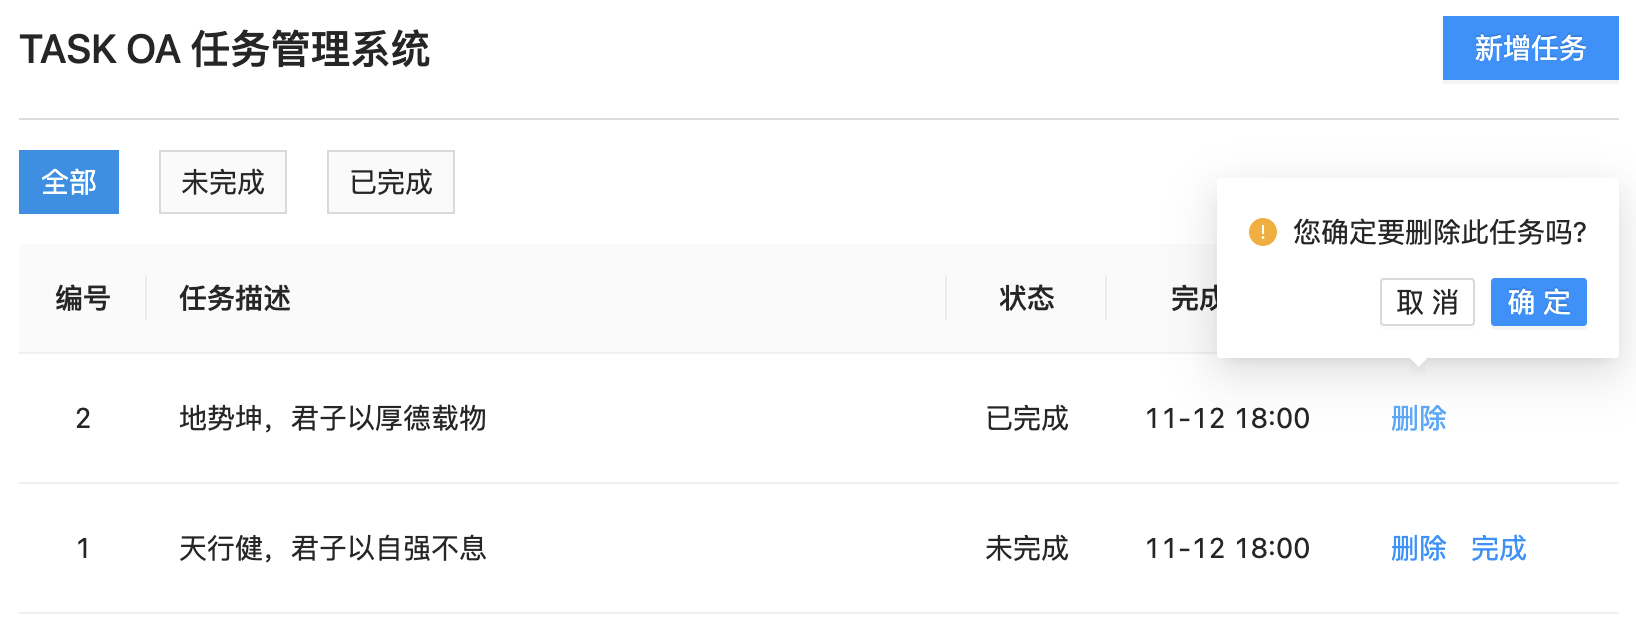 TASK OA 任务管理系统
新增任务
全部
未完成
已完成
您确定要删除此任务吗?
取 消
确 定
编号
任务描述
状态
完成
2
地势坤，君子以厚德载物
已完成
11-12 18:00
删除
1
天行健，君子以自强不息
未完成
11-12 18:00
删除
完成